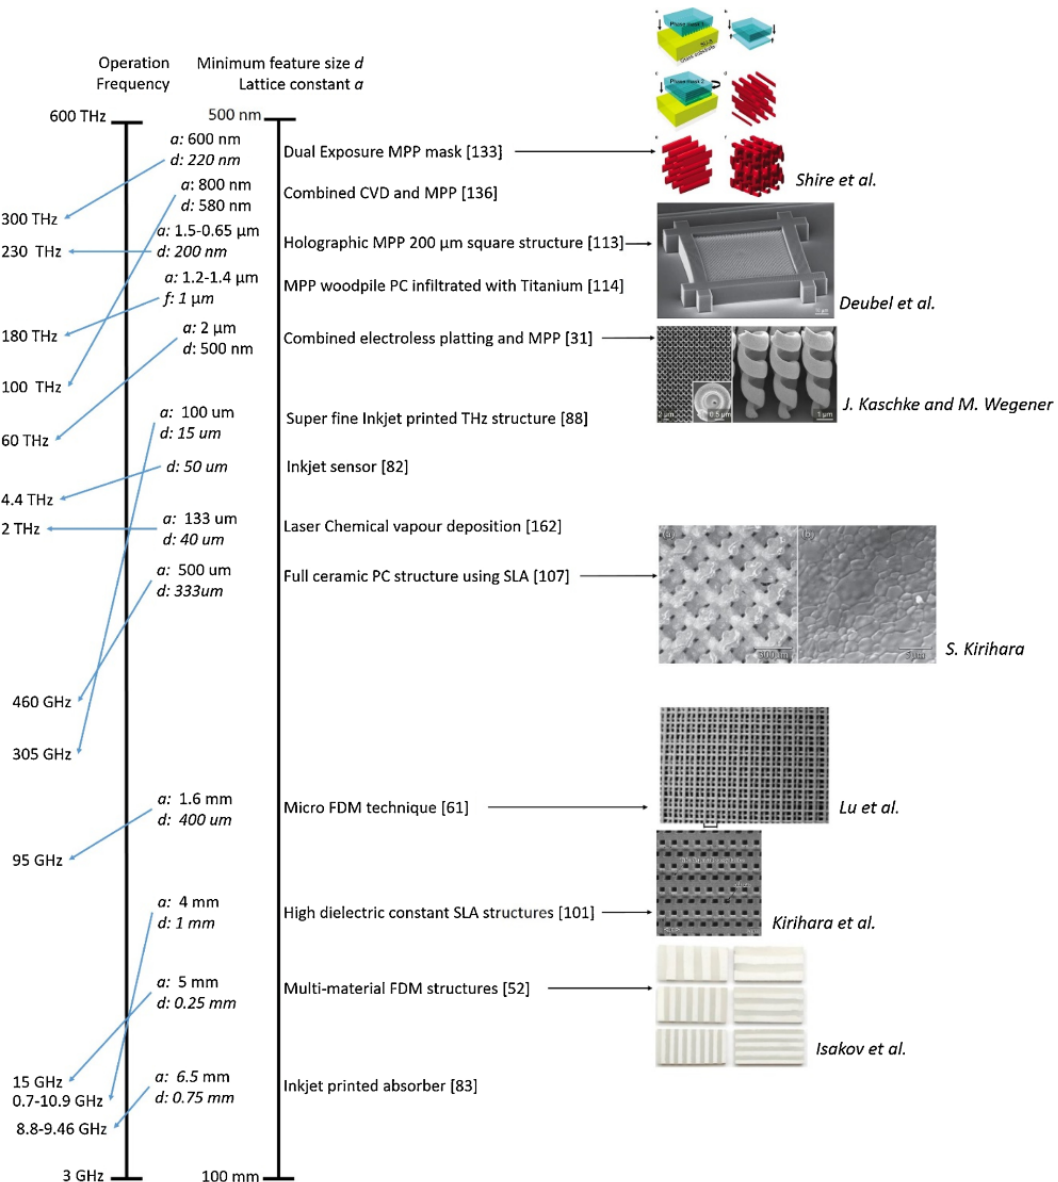 Operation
Frequency
Minimum feature size d
Lattice constant a
600 THz
500 nm
a: 600 nm
d: 220 nm
Dual Exposure MPP mask [133]
Shire et al.
a: 800 nm
d: 580 nm
Combined CVD and MPP [136]
300 THz
230 THz
a: 1.5-0.65 µm
d: 200 nm
Holographic MPP 200 µm square structure [113]
Deubel et al.
a: 1.2-1.4 µm
f: 1 µm
MPP woodpile PC infiltrated with Titanium [114]
180 THz
a: 2 µm
d: 500 nm
Combined electroless platting and MPP [31]
2 µm
0.5 µm
1 µm
J. Kaschke and M. Wegener
100 THz
60 THz
a: 100 um
d: 15 um
Super fine Inkjet printed THz structure [88]
d: 50 um
Inkjet sensor [82]
4.4 THz
2 THz
a: 133 um
d: 40 um
Laser Chemical vapour deposition [162]
a: 500 um
d: 333um
Full ceramic PC structure using SLA [107]
(a)
(b)
300µm
5µm
S. Kirihara
460 GHz
305 GHz
a: 1.6 mm
d: 400 um
Micro FDM technique [61]
Lu et al.
95 GHz
a: 4 mm
d: 1 mm
High dielectric constant SLA structures [101]
Kirihara et al.
a: 5 mm
d: 0.25 mm
Multi-material FDM structures [52]
Isakov et al.
15 GHz
0.7-10.9 GHz
8.8-9.46 GHz
a: 6.5 mm
d: 0.75 mm
Inkjet printed absorber [83]
3 GHz
100 mm